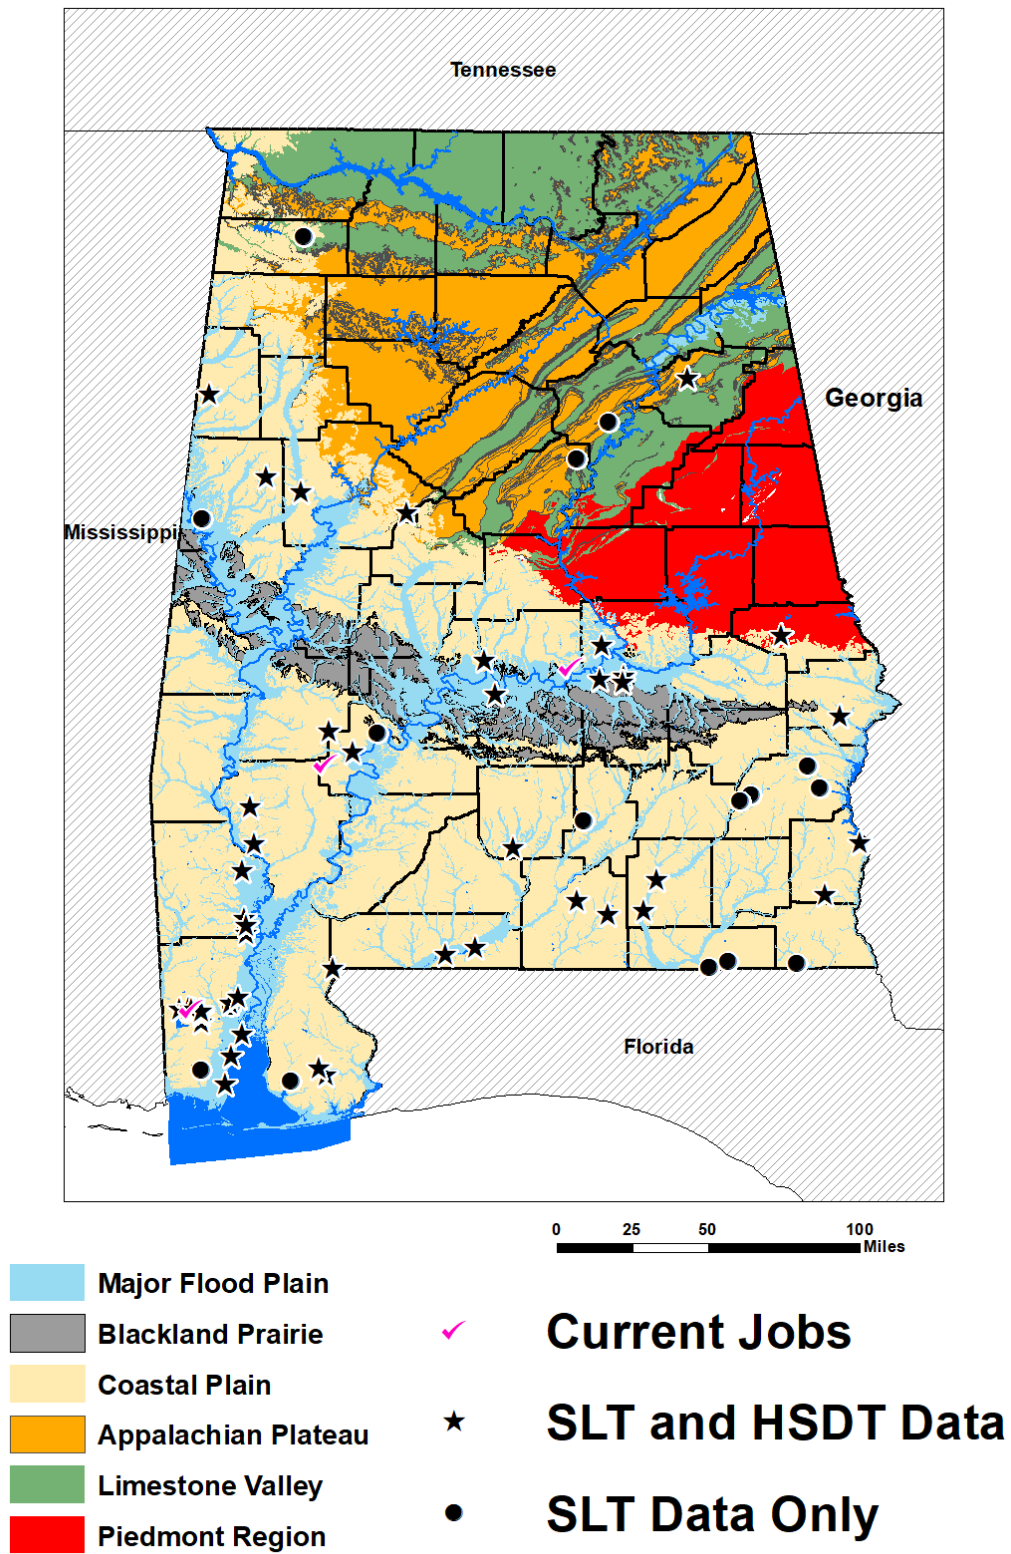 Tennessee
Georgia
Mississippi
Florida
0 25 50 100
Miles
Major Flood Plain
Blackland Prairie
Coastal Plain
Appalachian Plateau
Limestone Valley
Piedmont Region
Current Jobs
SLT and HSDT Data
SLT Data Only